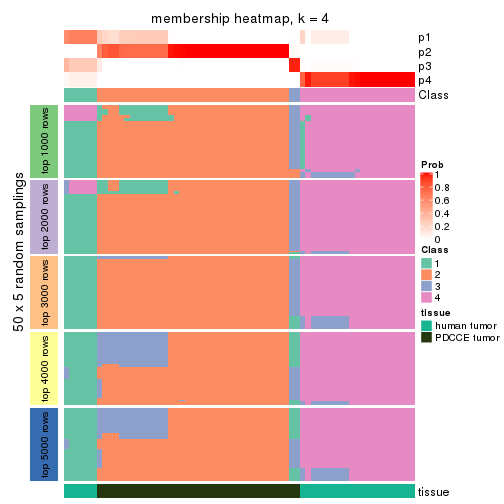 membership heatmap, k = 4
p1
p2
p3
p4
Class
50 x 5 random samplings
top 1000 rows
top 2000 rows
top 3000 rows
top 4000 rows
top 5000 rows
Prob
1
0.8
0.6
0.4
0.2
0
Class
1
2
3
4
tissue
human tumor
PDCCE tumor
tissue